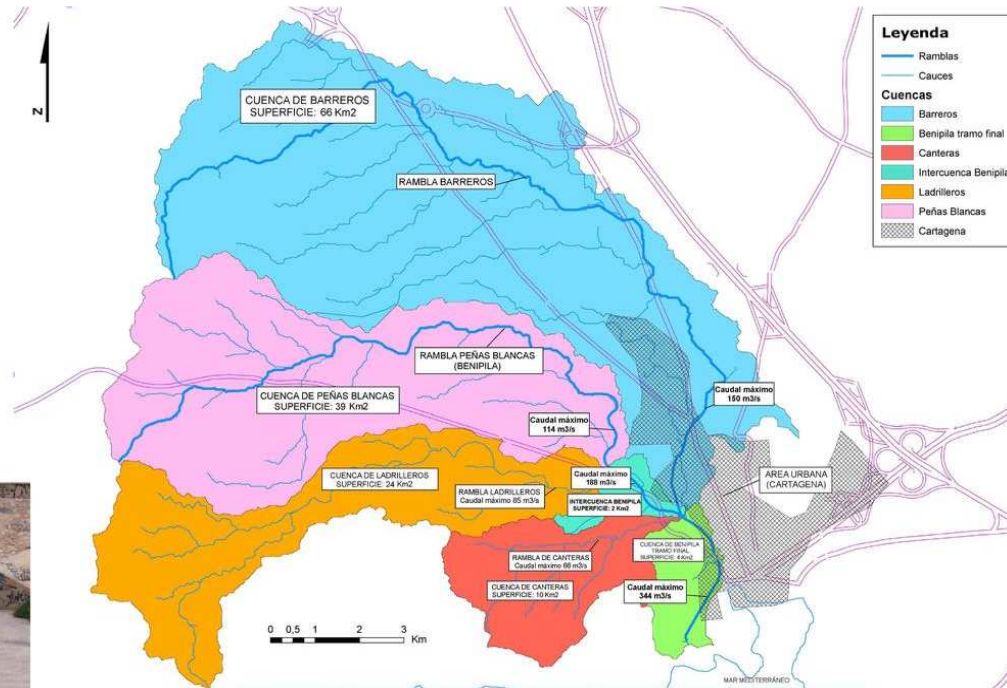 N
CUENCA DE BARREROS
SUPERFICIE: 66 Km2
RAMBLA BARREROS
RAMBLA PEÑAS BLANCAS
(BENIPILA)
CUENCA DE PEÑAS BLANCAS
SUPERFICIE: 39 Km2
Caudal máximo
150 m3/s
Caudal máximo
114 m3/s
CUENCA DE LADRILLEROS
SUPERFICIE: 24 Km2
RAMBLA LADRILLEROS
Caudal máximo 85 m3/s
Caudal máximo
188 m3/s
INTERCUENCA BENIPILA
SUPERFICIE: 2 Km2
AREA URBANA
(CARTAGENA)
RAMBLA DE CANTERAS
Caudal máximo 66 m3/s
CUENCA DE BENIPILA
TRAMO FINAL
SUPERFICIE: 4 Km2
CUENCA DE CANTERAS
SUPERFICIE: 10 Km2
Caudal máximo
344 m3/s
0 0,5 1 2 3
Km
MAR MEDITERRÁNEO
Leyenda
Ramblas
Cauces
Cuencas
Barreros
Benipila tramo final
Canteras
Intercuenca Benipila
Ladrilleros
Peñas Blancas
Cartagena